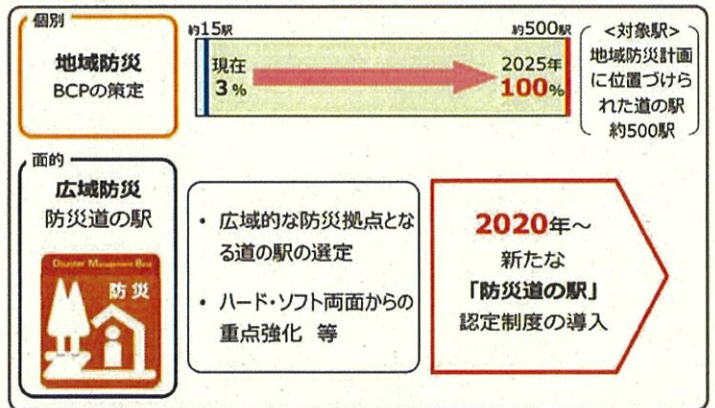 個別
地域防災
BCPの策定
約15駅
約500駅
現在
3%
2025年
100%
<対象駅>
地域防災計画
に位置づけら
れた道の駅
約500駅
面的
広域防災
防災道の駅
Disaster Management Base
防災
・ 広域的な防災拠点とな
る道の駅の選定
・ ハード・ソフト両面からの
重点強化 等
2020年~
新たな
「防災道の駅」
認定制度の導入